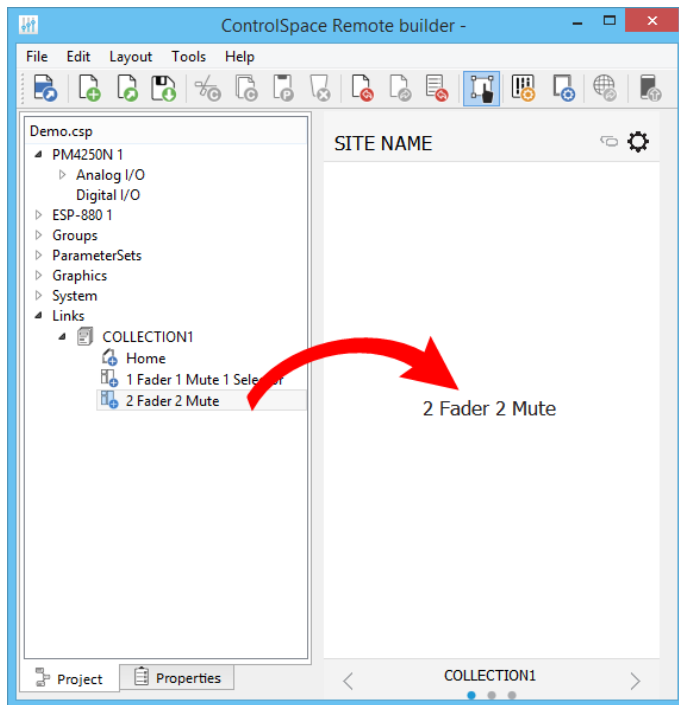 ControlSpace Remote builder -
File Edit Layout Tools Help
Demo.csp
PM4250N 1
Analog I/O
Digital I/O
ESP-880 1
Groups
ParameterSets
Graphics
System
Links
COLLECTION1
Home
1 Fader 1 Mute 1 Selector
2 Fader 2 Mute
Project Properties
SITE NAME
2 Fader 2 Mute
COLLECTION1